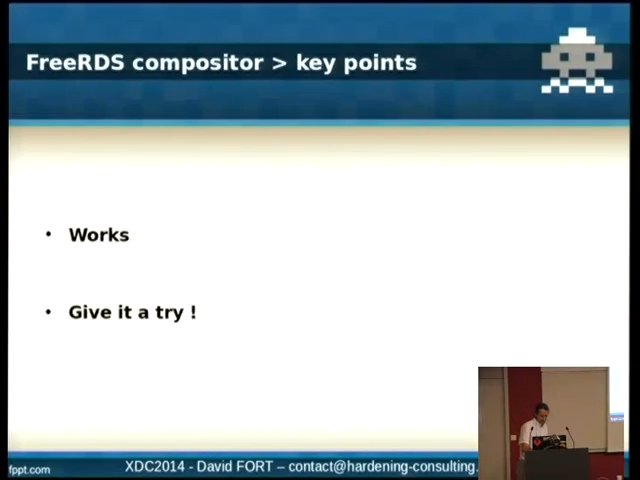 FreeRDS compositor > key points
• Works
• Give it a try !
fppt.com
XDC2014 - David FORT – contact@hardening-consulting.